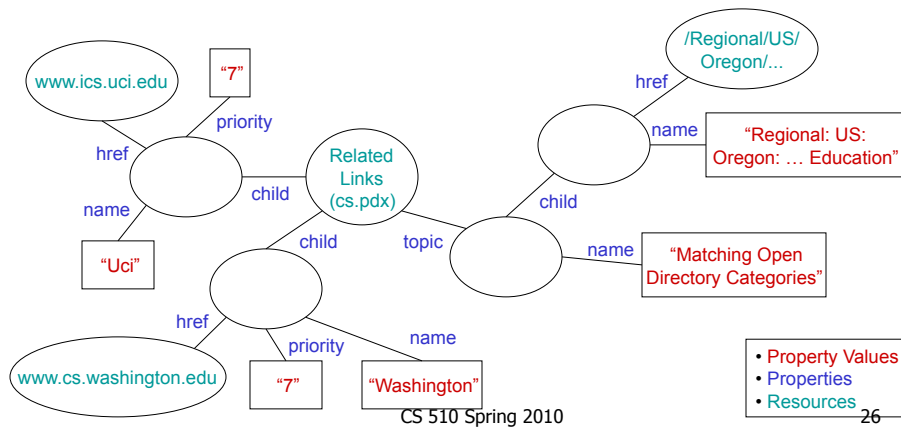 /Regional/US/
Oregon/...
www.ics.uci.edu
“7”
href
priority
name
“Regional: US:
Oregon: … Education”
href
Related
Links
(cs.pdx)
child
name
child
child
topic
“Uci”
name
“Matching Open
Directory Categories”
href
name
priority
www.cs.washington.edu
“7”
“Washington”
• Property Values
• Properties
• Resources
CS 510 Spring 2010
26